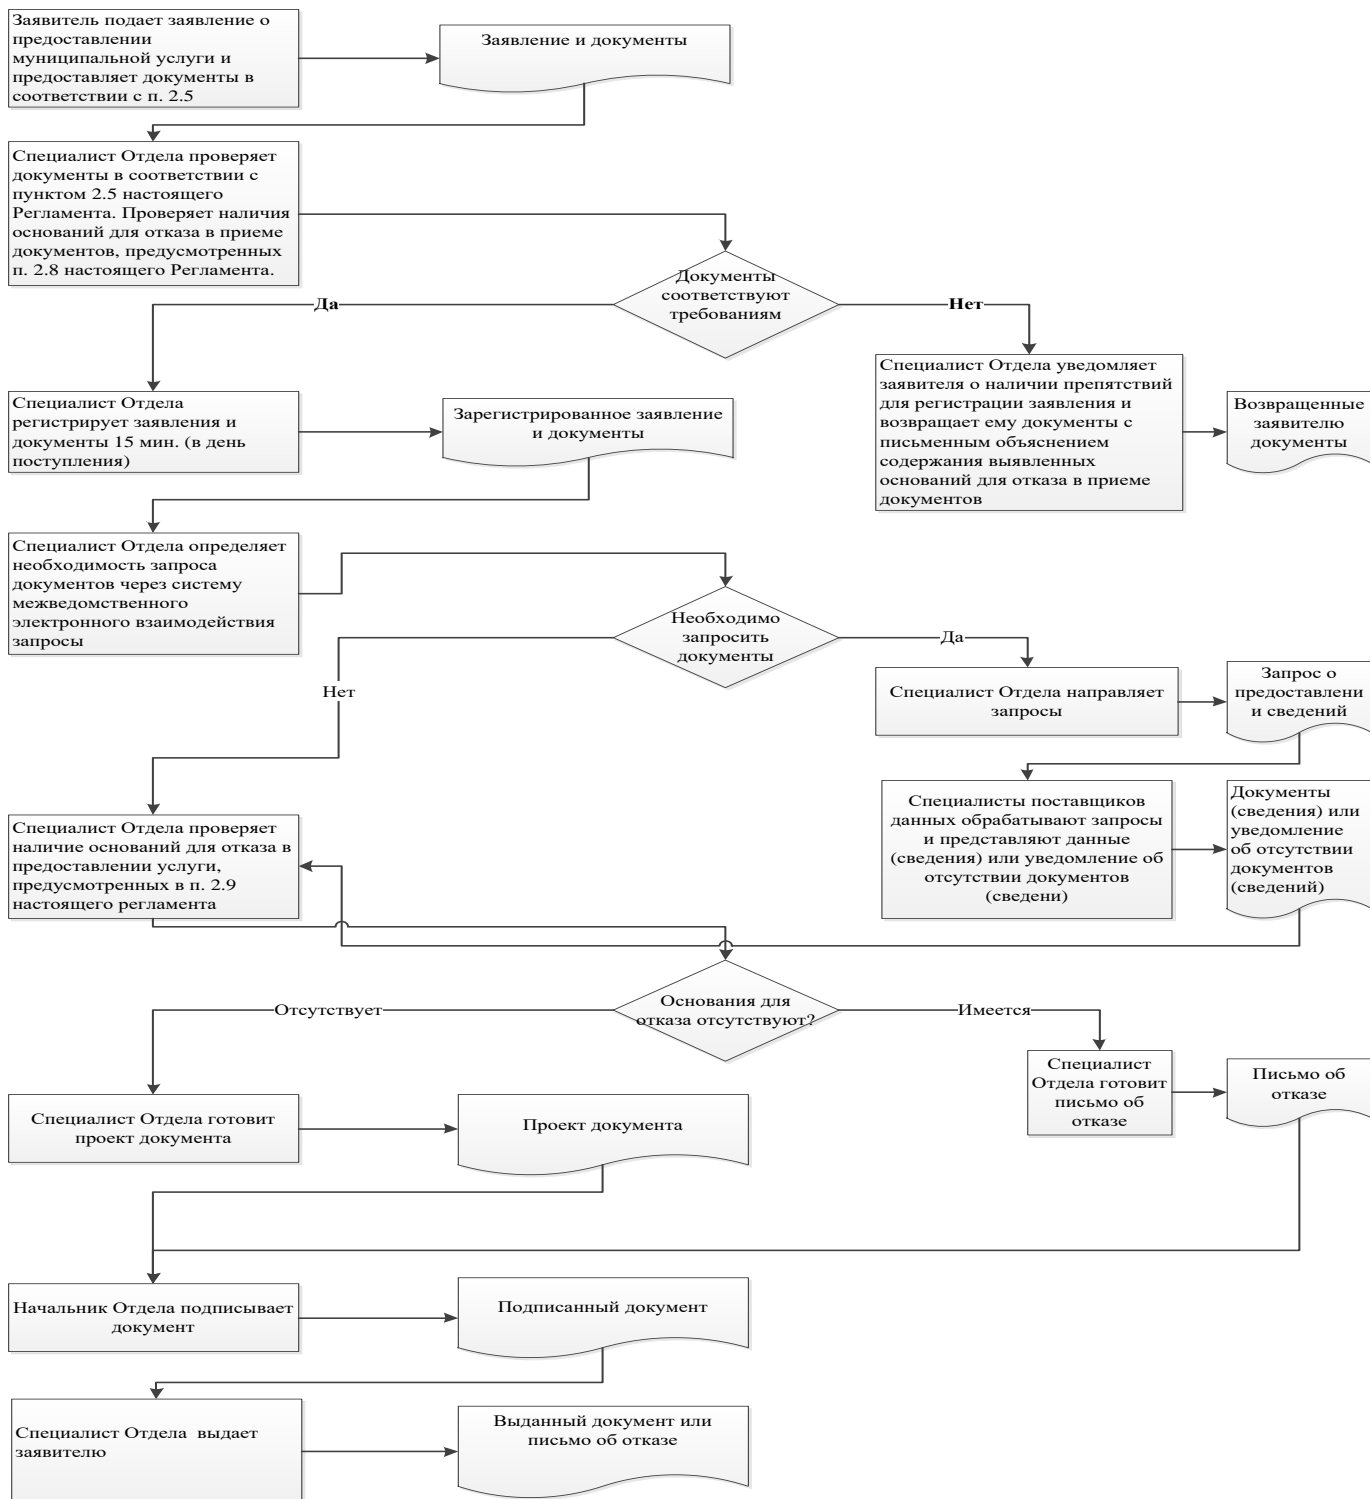 Заявитель подает заявление о
предоставлении
муниципальной услуги и
предоставляет документы в
соответствии с п. 2.5
Заявление и документы
Специалист Отдела проверяет
документы в соответствии с
пунктом 2.5 настоящего
Регламента. Проверяет наличия
оснований для отказа в приеме
документов, предусмотренных
п. 2.8 настоящего Регламента.
Документы
соответствуют
требованиям
Да
Нет
Специалист Отдела
регистрирует заявления и
документы 15 мин. (в день
поступления)
Зарегистрированное заявление
и документы
Специалист Отдела уведомляет
заявителя о наличии препятствий
для регистрации заявления и
возвращает ему документы с
письменным объяснением
содержания выявленных
оснований для отказа в приеме
документов
Возвращенные
заявителю
документы
Специалист Отдела определяет
необходимость запроса
документов через систему
межведомственного
электронного взаимодействия
запросы
Необходимо
запросить
документы
Да
Нет
Специалист Отдела направляет
запросы
Запрос о
предоставлени
и сведений
Специалисты поставщиков
данных обрабатывают запросы
и представляют данные
(сведения) или уведомление об
отсутствии документов
(сведени)
Документы
(сведения) или
уведомление
об отсутствии
документов
(сведений)
Специалист Отдела проверяет
наличие оснований для отказа в
предоставлении услуги,
предусмотренных в п. 2.9
настоящего регламента
Основания для
отказа отсутствуют?
Отсутствует
Имеется
Специалист
Отдела готовит
письмо об
отказе
Письмо об
отказе
Специалист Отдела готовит
проект документа
Проект документа
Начальник Отдела подписывает
документ
Подписанный документ
Специалист Отдела  выдает
заявителю
Выданный документ или
письмо об отказе